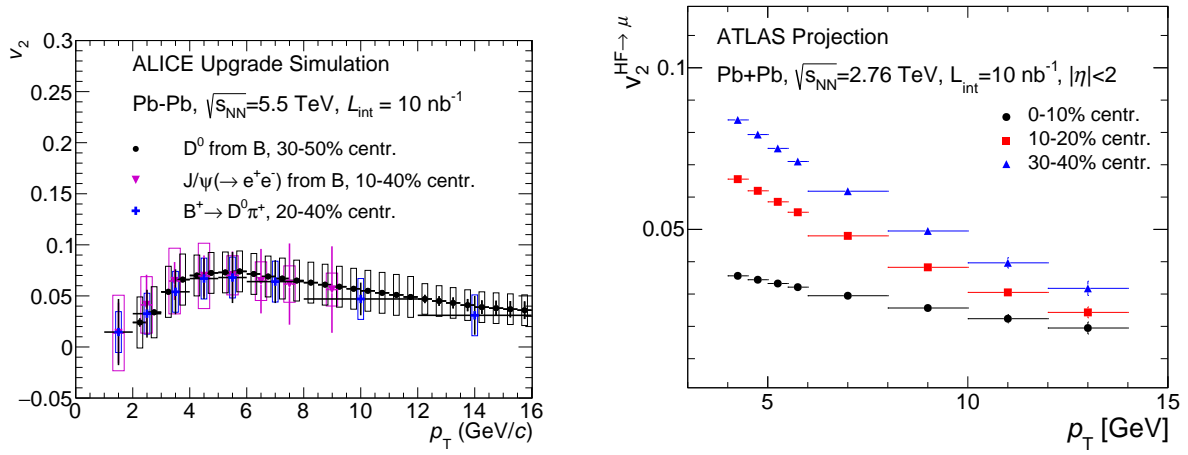 v₂
0.3
0.25
0.2
0.15
0.1
0.05
0
−0.05
ALICE Upgrade Simulation
Pb-Pb, √sNN=5.5 TeV, Lint = 10 nb⁻¹
D⁰ from B, 30-50% centr.
J/ψ(→ e⁺e⁻) from B, 10-40% centr.
B⁺→ D⁰π⁺, 20-40% centr.
0 2 4 6 8 10 12 14 16
pT (GeV/c)
v₂^HF→ μ
0.1
0.05
ATLAS Projection
Pb+Pb, √sNN=2.76 TeV, Lint=10 nb⁻¹, |η|<2
0-10% centr.
10-20% centr.
30-40% centr.
5 10 15
pT [GeV]